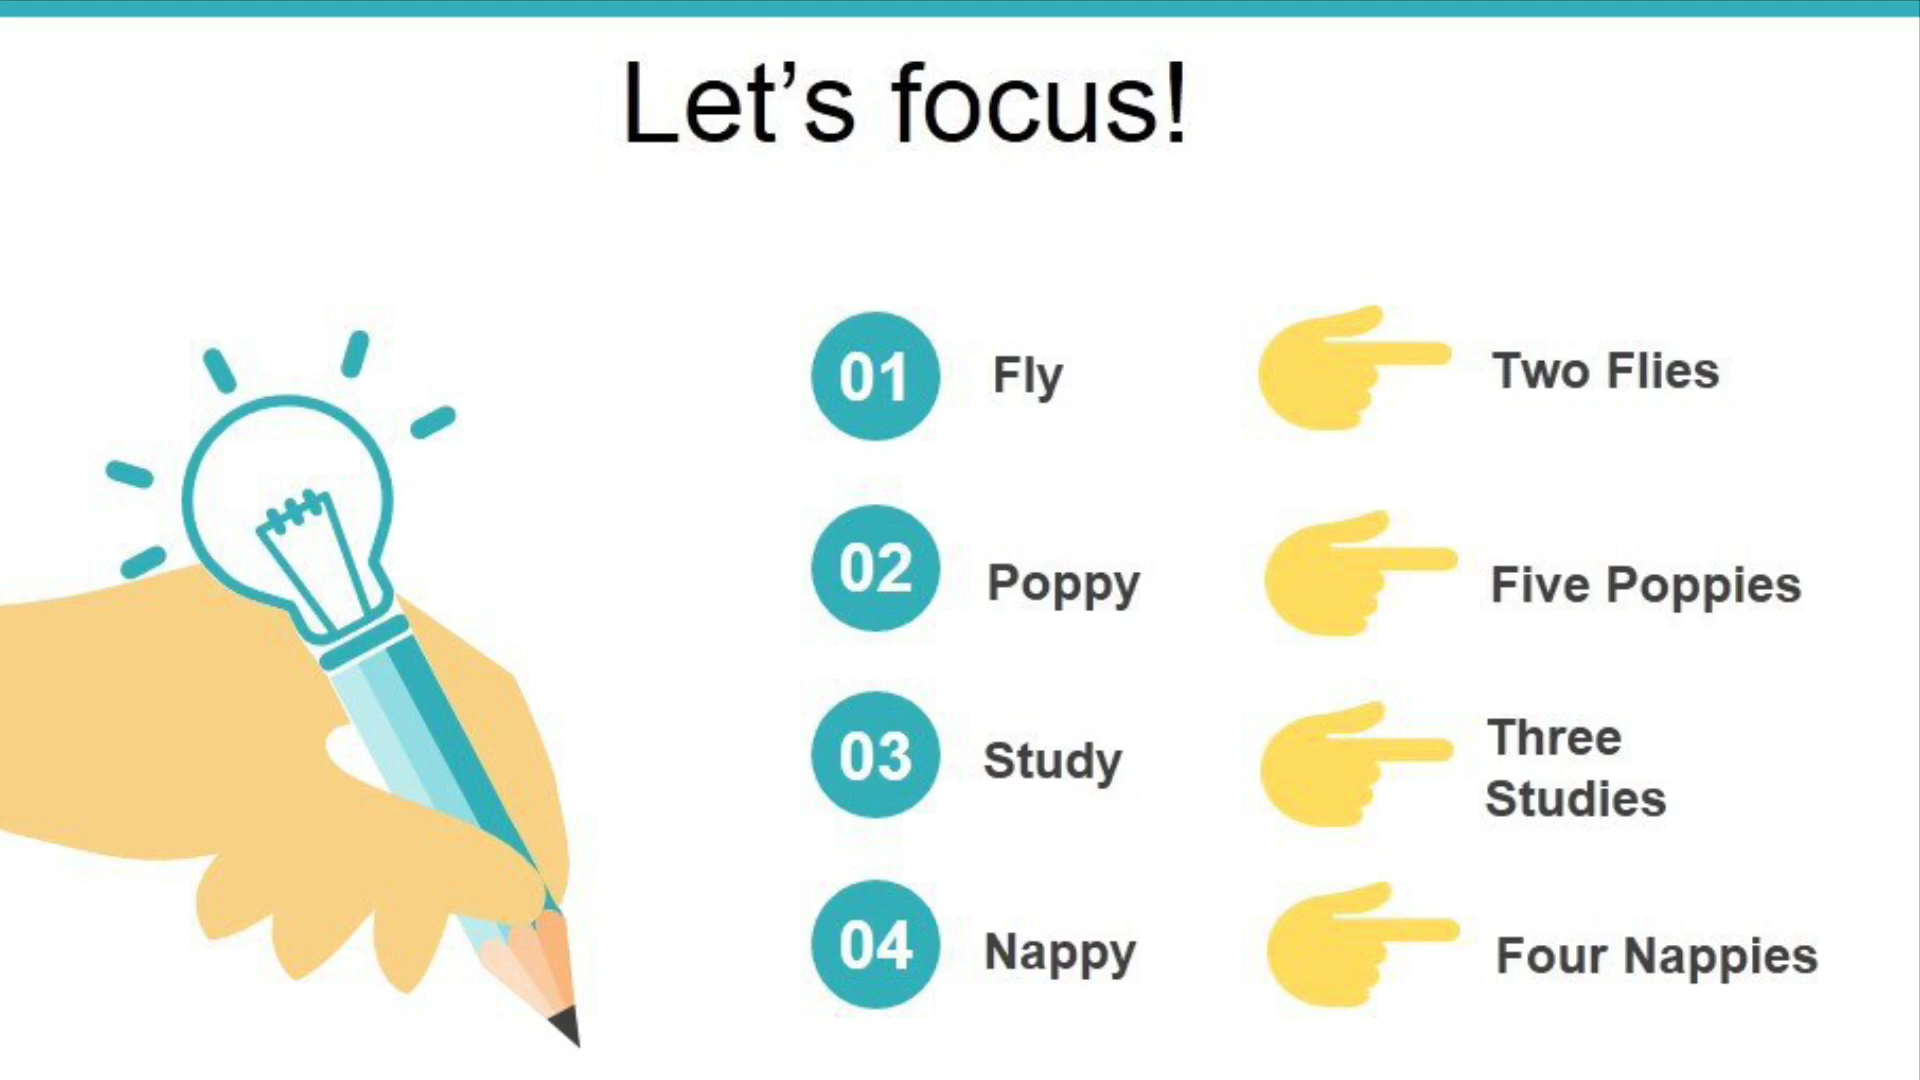 Let’s focus!
01 Fly Two Flies
02 Poppy Five Poppies
03 Study Three
Studies
04 Nappy Four Nappies